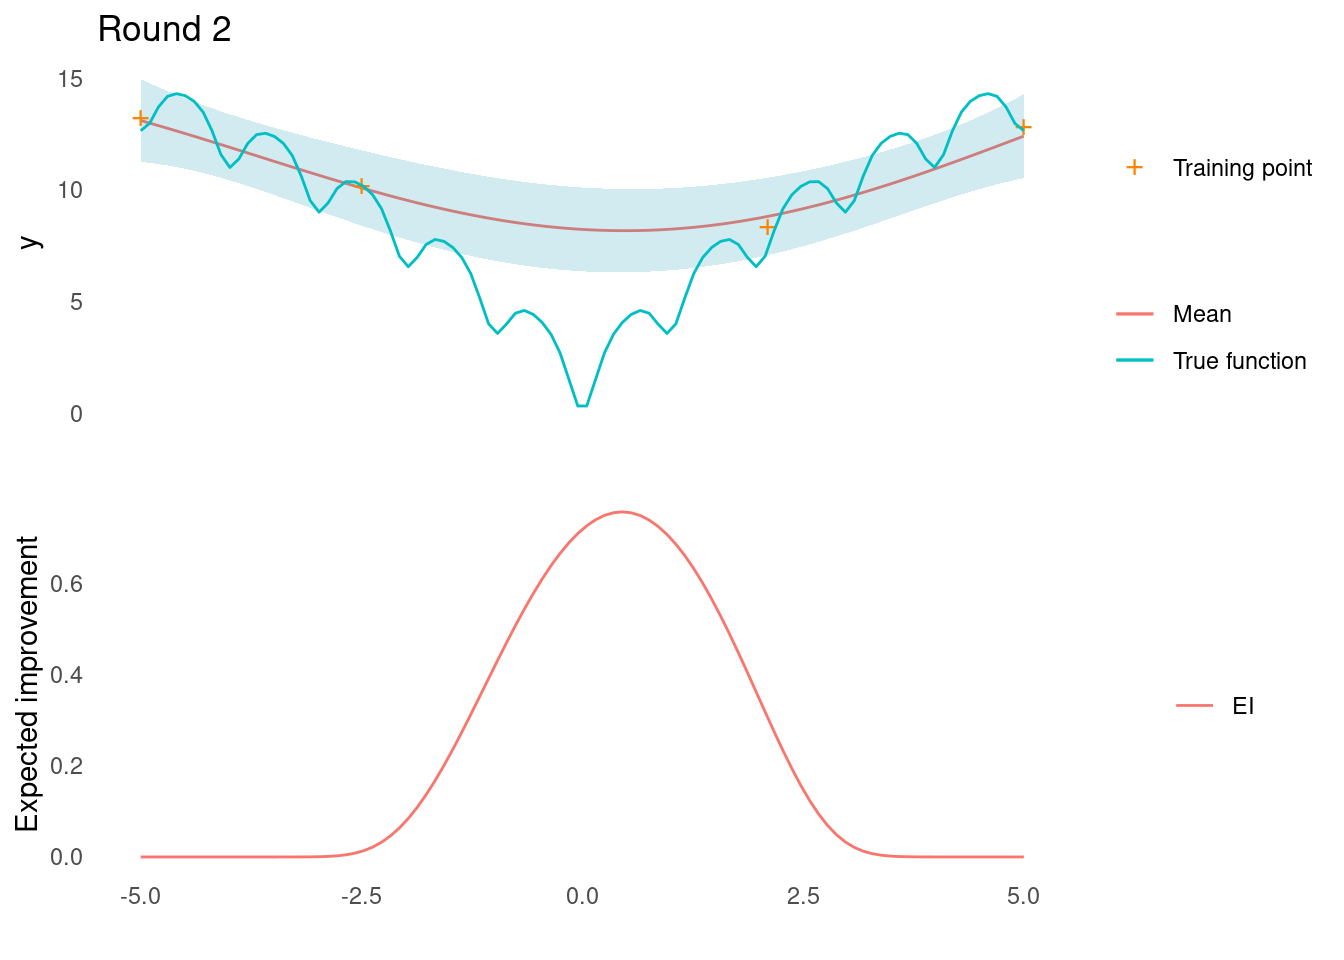 Round 2
15
10
5
0
y
Training point
Mean
True function
Expected improvement
0.6
0.4
0.2
0.0
EI
-5.0 -2.5 0.0 2.5 5.0